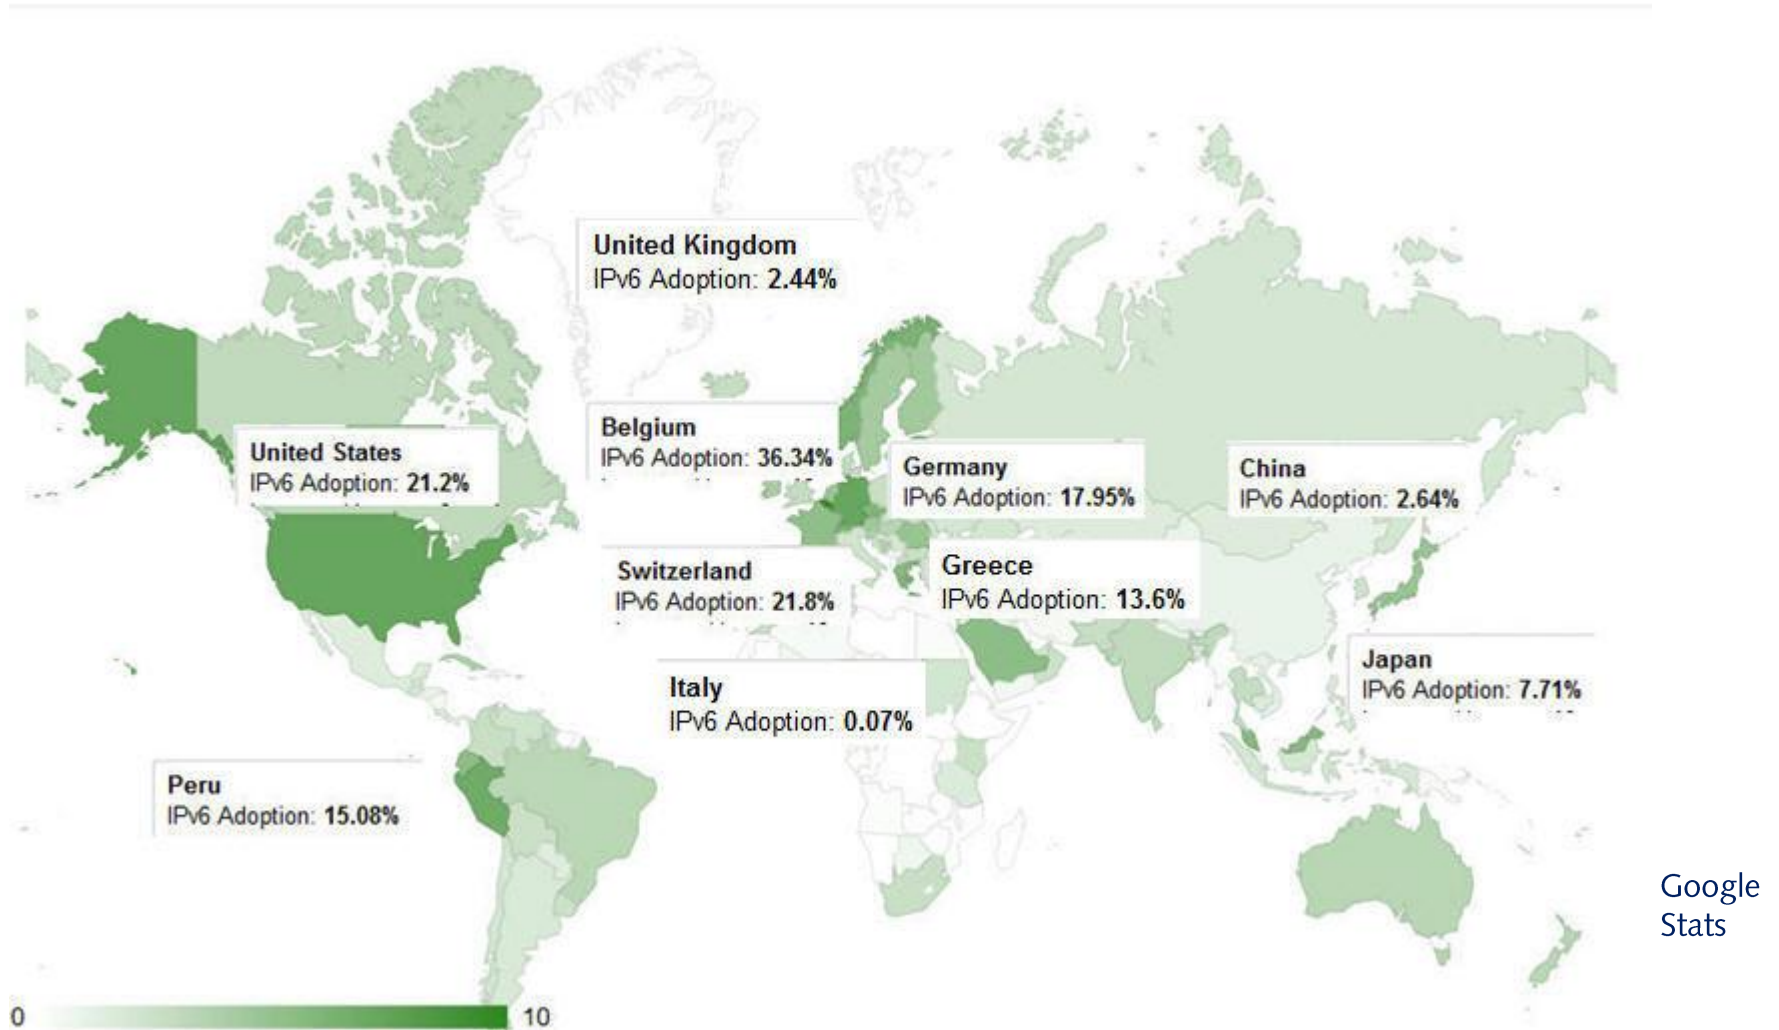 United Kingdom
IPv6 Adoption: 2.44%
Belgium
IPv6 Adoption: 36.34%
United States
IPv6 Adoption: 21.2%
Germany
IPv6 Adoption: 17.95%
China
IPv6 Adoption: 2.64%
Switzerland
IPv6 Adoption: 21.8%
Greece
IPv6 Adoption: 13.6%
Japan
IPv6 Adoption: 7.71%
Italy
IPv6 Adoption: 0.07%
Peru
IPv6 Adoption: 15.08%
Google
Stats
0 10